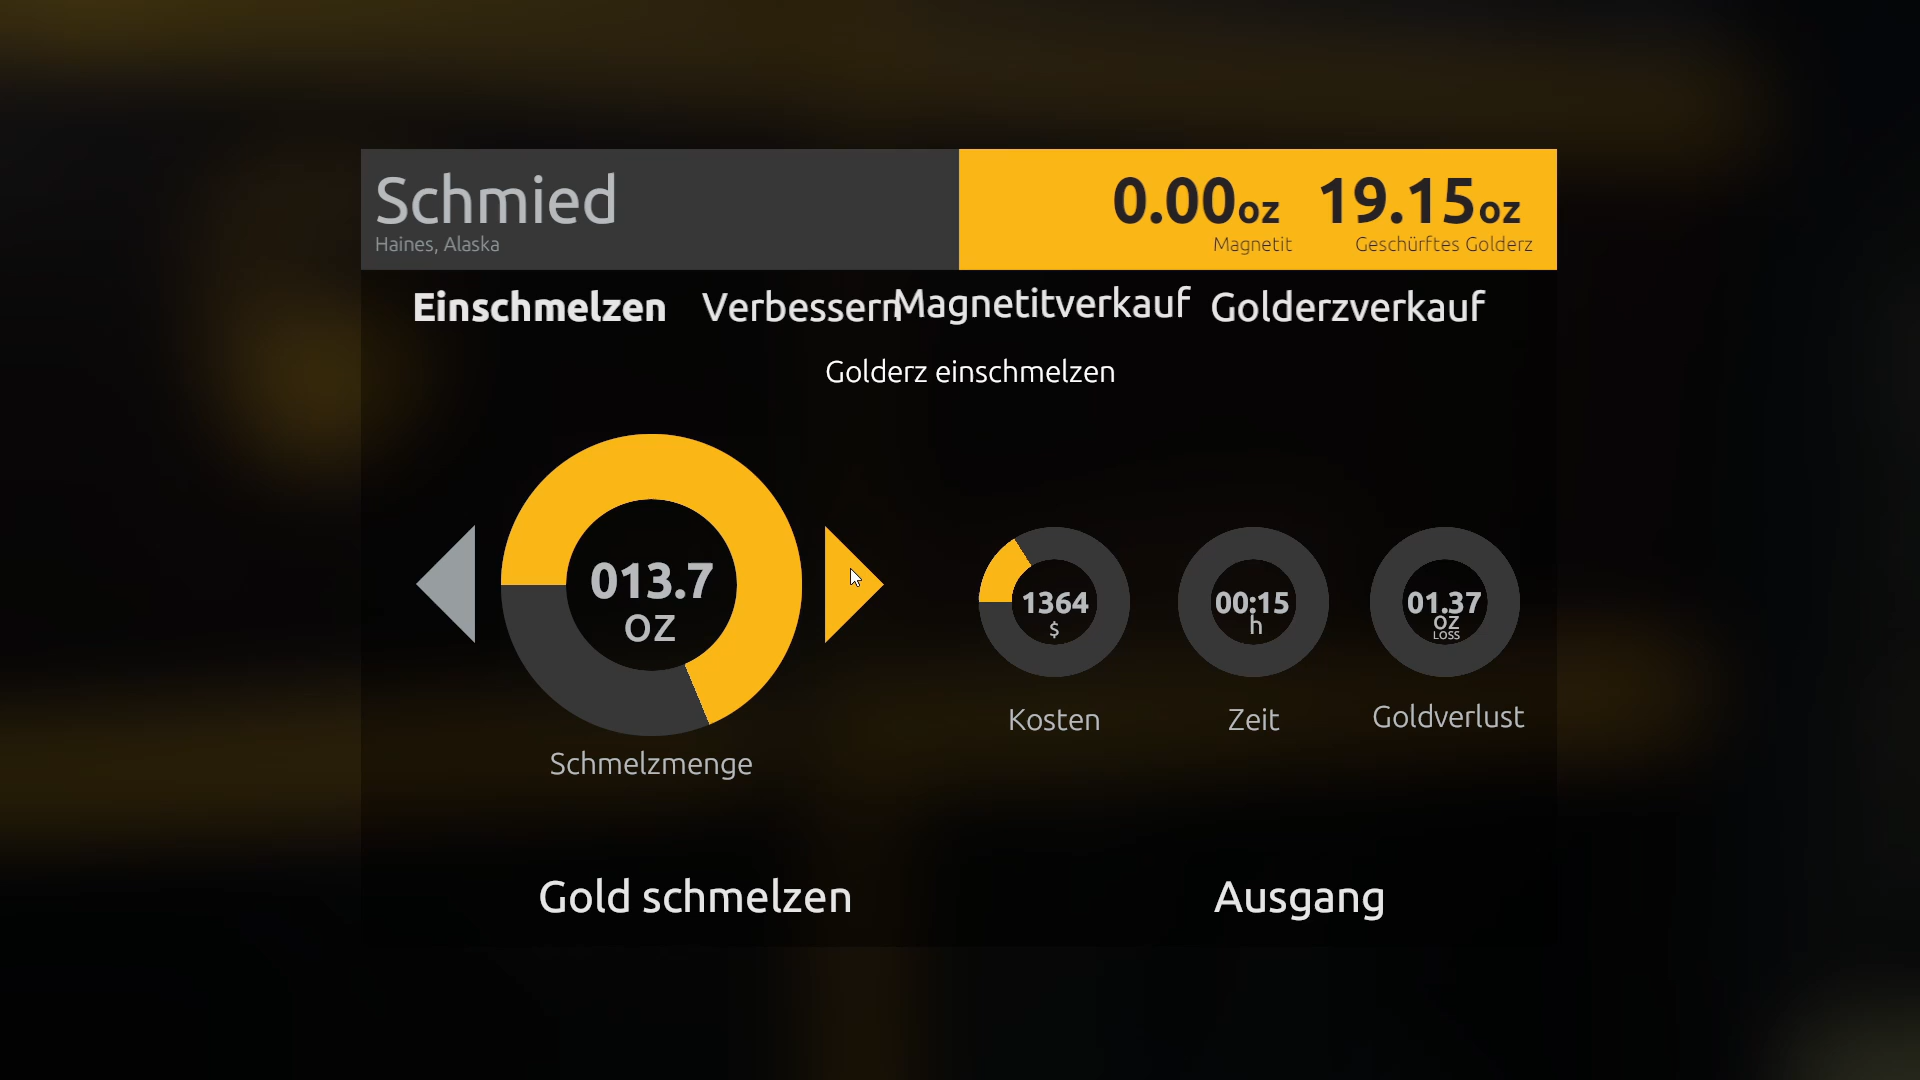 Schmied
Haines, Alaska
0.00oz 19.15oz
Magnetit Geschürftes Golderz
Einschmelzen Verbessern Magnetitverkauf Golderzverkauf
Golderz einschmelzen
013.7
oz
Schmelzmenge
1364
$
Kosten
00:15
h
Zeit
01.37
oz
LOSS
Goldverlust
Gold schmelzen Ausgang